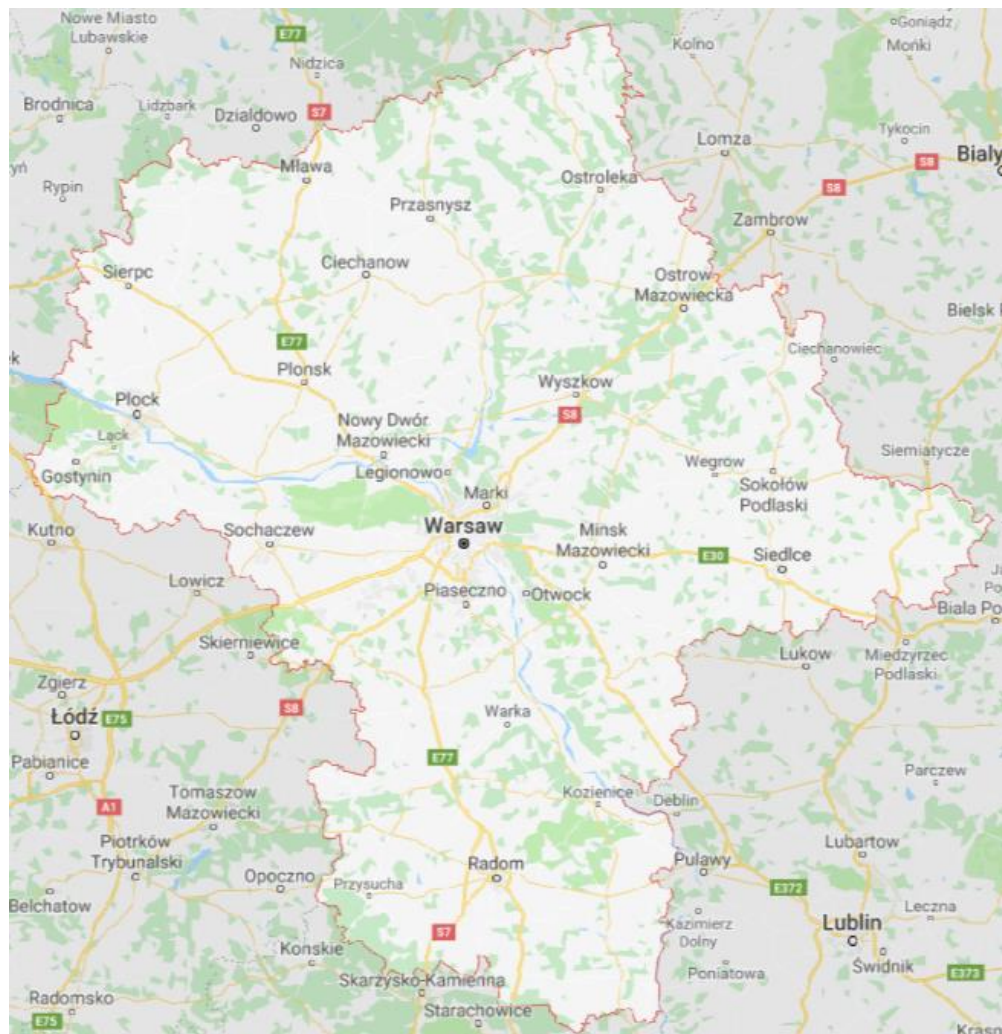 Nowe Miasto
Lubawskie
E77
Nidzica
Kolno
Goniądz
Mońki
Brodnica
Lidzbark
Działdowo
S7
Lomza
Tykocin
S8
Rypin
Mława
Ostroleka
S8
Przasnysz
Zambrow
Sierpc
Ciechanow
Ostrow
Mazowiecka
Bielsk
E77
Ciechanowiec
Plonsk
Wyszkow
S8
Plock
Nowy Dwór
Mazowiecki
Łąck
Gostynin
Legionowo
Wegrow
Siemiatycze
Sokołów
Podlaski
Marki
Kutno
Sochaczew
Warsaw
Minsk
Mazowiecki
E30
Siedlce
Lowicz
Piaseczno
Otwock
Biala
Skierniewice
Lukow
Miedzyrzec
Podlaski
Zgierz
Łódź
E75
S8
Warka
Pabianice
E77
Parczew
A1
Tomaszow
Mazowiecki
Kozienice
Deblin
Piotrków
Trybunalski
Lubartow
Radom
Pulawy
Opoczno
Przysucha
E372
Belchatow
Kazimierz
Dolny
Lublin
Leczna
S7
Konskie
Świdnik
Skarzysko-Kamienna
Poniatowa
E373
Radomsko
E75
Starachowice